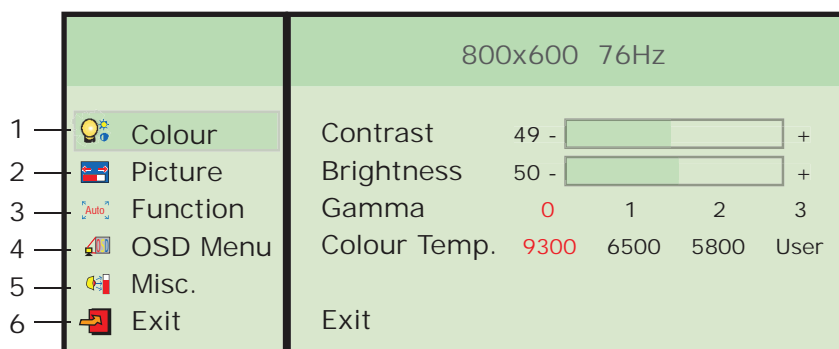 800x600 76Hz
1 Colour
2 Picture
3 Auto Function
4 OSD Menu
5 Misc.
6 Exit
Contrast 49 - +
Brightness 50 - +
Gamma 0 1 2 3
Colour Temp. 9300 6500 5800 User
Exit